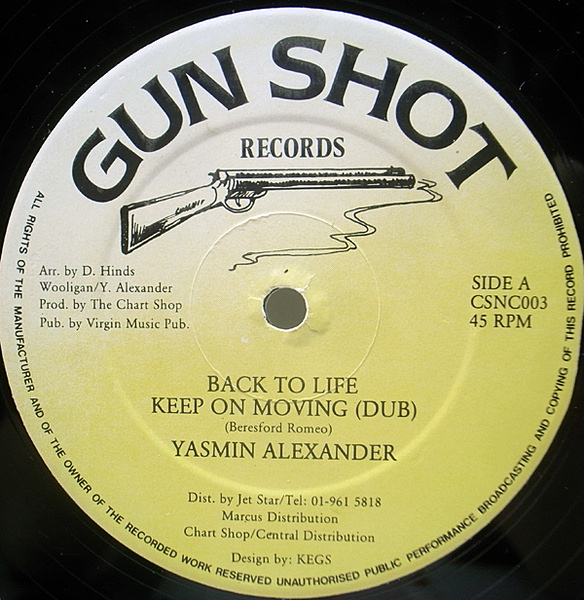 GUN SHOT
RECORDS
Arr. by D. Hinds
Wooligan/Y. Alexander
Prod. by The Chart Shop
Pub. by Virgin Music Pub.
SIDE A
CSNC003
45 RPM
BACK TO LIFE
KEEP ON MOVING (DUB)
(Beresford Romeo)
YASMIN ALEXANDER
Dist. by Jet Star/Tel: 01-961 5818
Marcus Distribution
Chart Shop/Central Distribution
Design by: KEGS
ALL RIGHTS OF THE MANUFACTURER AND OF THE OWNER OF THE RECORDED WORK RESERVED UNAUTHORISED PUBLIC PERFORMANCE BROADCASTING AND COPYING OF THIS RECORD PROHIBITED